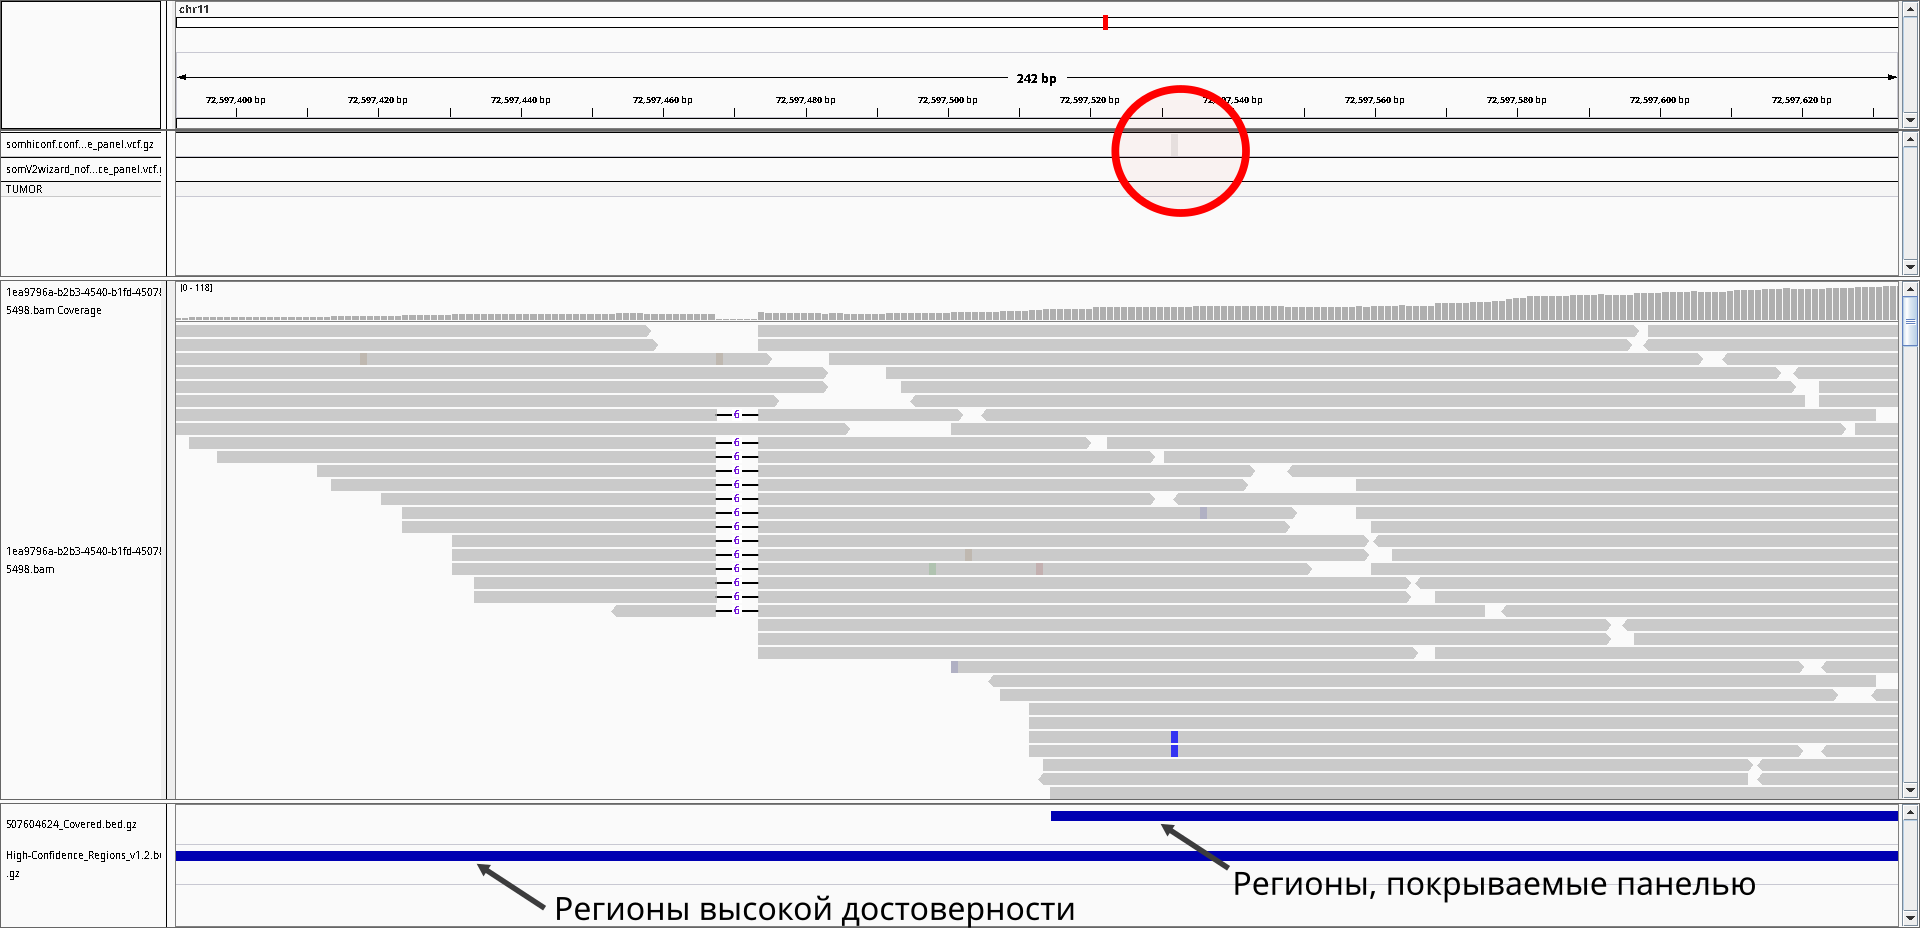 chr11
242 bp
72,597,400 bp 72,597,420 bp 72,597,440 bp 72,597,460 bp 72,597,480 bp 72,597,500 bp 72,597,520 bp 72,597,540 bp 72,597,560 bp 72,597,580 bp 72,597,600 bp 72,597,620 bp
somhiconf.conf...e_panel.vcf.gz
somV2wizard_nof...ce_panel.vcf.
TUMOR
[0 - 118]
1ea9796a-b2b3-4540-b1fd-45078
5498.bam Coverage
6
6
6
6
6
6
6
6
6
6
6
6
6
6
1ea9796a-b2b3-4540-b1fd-45078
5498.bam
507604624_Covered.bed.gz
High-Confidence_Regions_v1.2.b
.gz
Регионы, покрываемые панелью
Регионы высокой достоверности